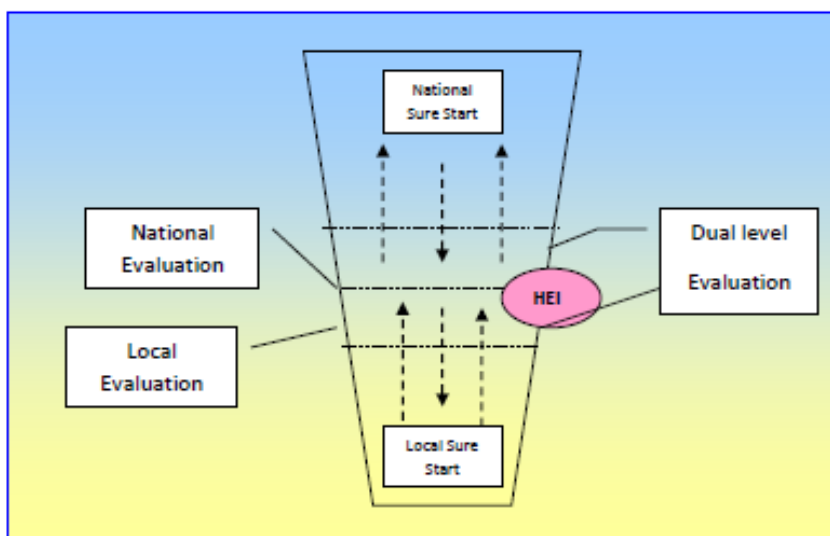 National
Sure Start
National
Evaluation
Dual level
Evaluation
HEI
Local
Evaluation
Local Sure
Start